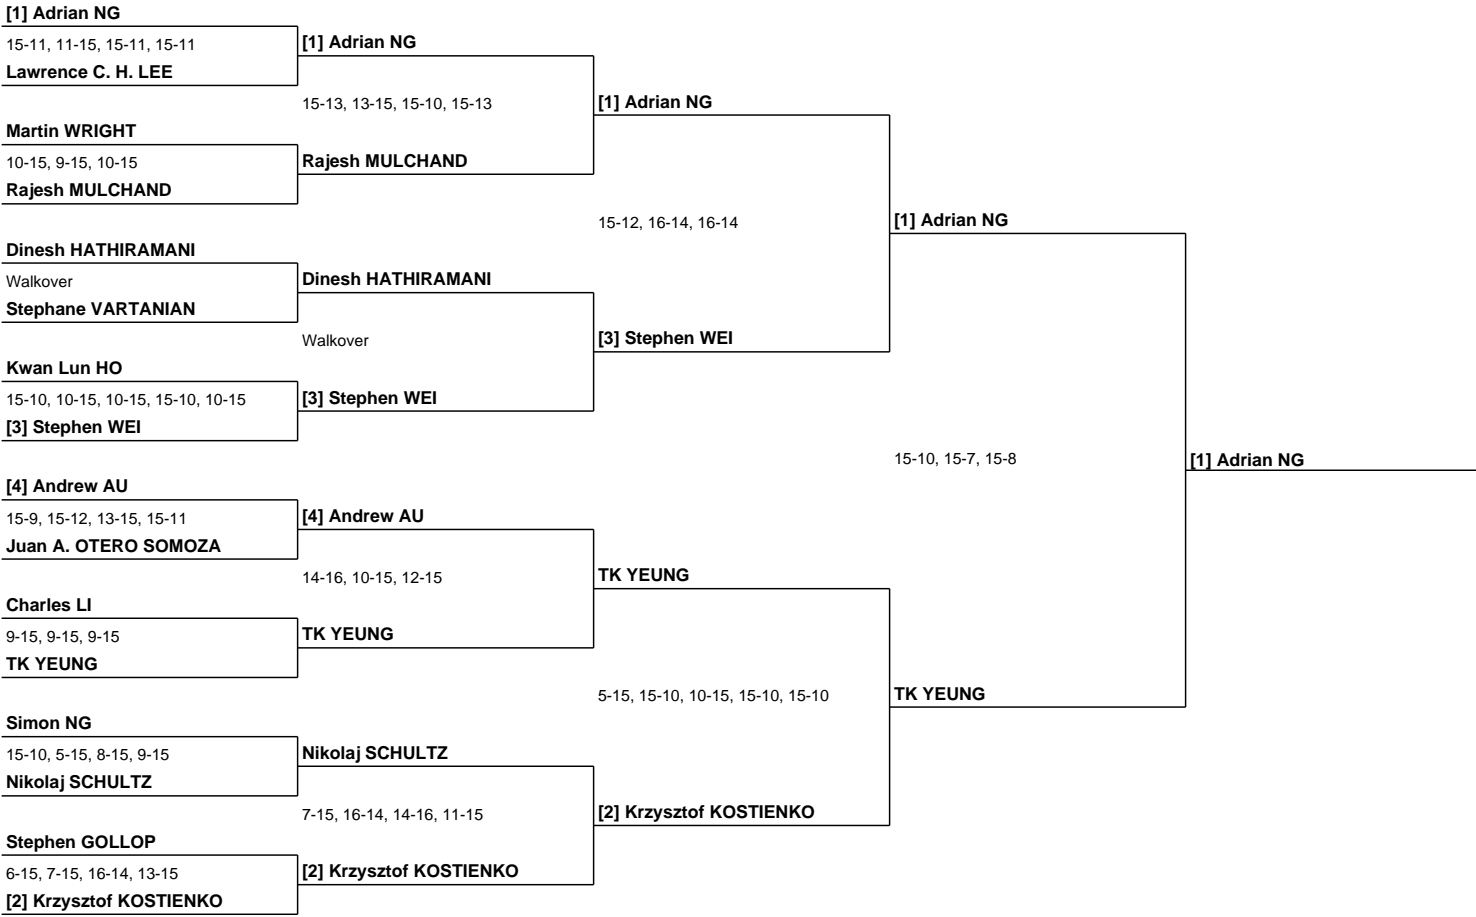 [1] Adrian NG
15-11, 11-15, 15-11, 15-11
Lawrence C. H. LEE
Martin WRIGHT
10-15, 9-15, 10-15
Rajesh MULCHAND
Dinesh HATHIRAMANI
Walkover
Stephane VARTANIAN
Kwan Lun HO
15-10, 10-15, 10-15, 15-10, 10-15
[3] Stephen WEI
[4] Andrew AU
15-9, 15-12, 13-15, 15-11
Juan A. OTERO SOMOZA
Charles LI
9-15, 9-15, 9-15
TK YEUNG
Simon NG
15-10, 5-15, 8-15, 9-15
Nikolaj SCHULTZ
Stephen GOLLOP
6-15, 7-15, 16-14, 13-15
[2] Krzysztof KOSTIENKO
[1] Adrian NG
15-13, 13-15, 15-10, 15-13
Rajesh MULCHAND
Dinesh HATHIRAMANI
Walkover
[3] Stephen WEI
[4] Andrew AU
14-16, 10-15, 12-15
TK YEUNG
Nikolaj SCHULTZ
7-15, 16-14, 14-16, 11-15
[2] Krzysztof KOSTIENKO
[1] Adrian NG
15-12, 16-14, 16-14
[3] Stephen WEI
TK YEUNG
5-15, 15-10, 10-15, 15-10, 15-10
[2] Krzysztof KOSTIENKO
[1] Adrian NG
15-10, 15-7, 15-8
TK YEUNG
[1] Adrian NG